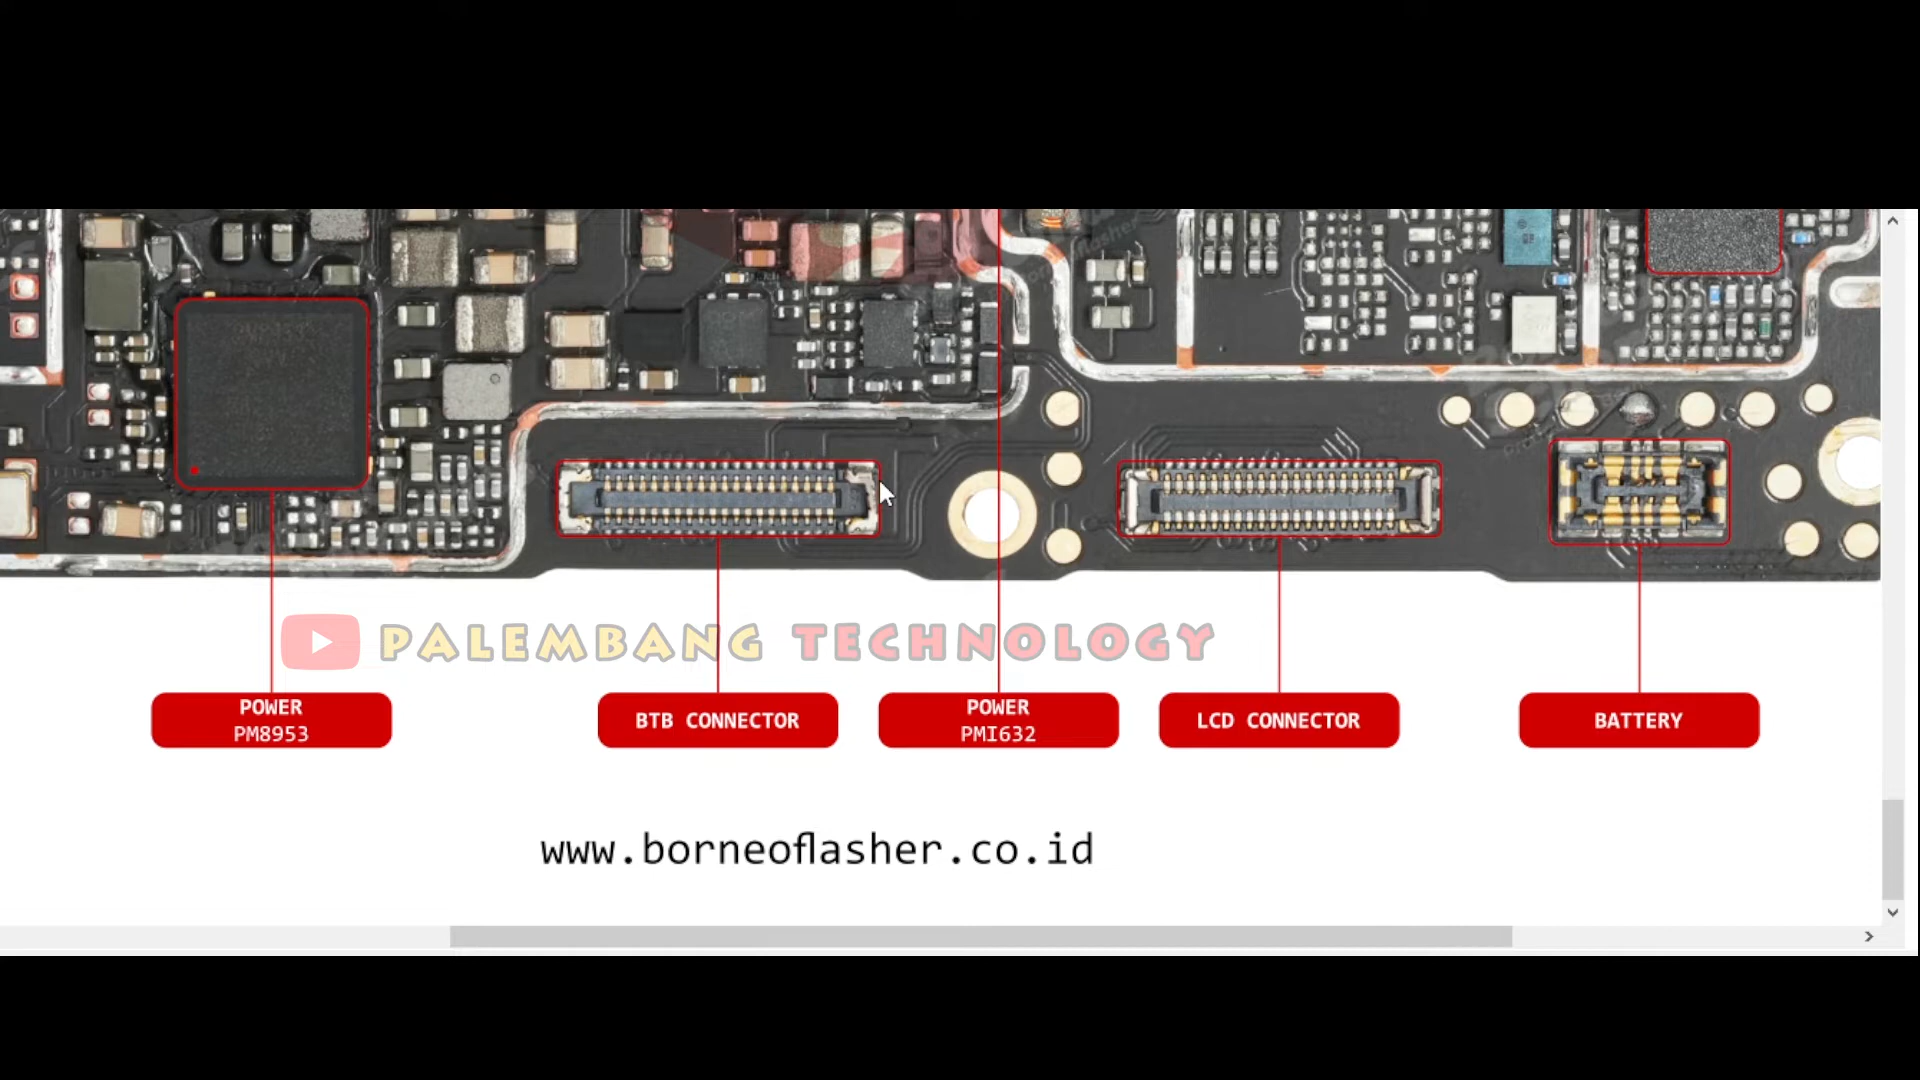 PALEMBANG TECHNOLOGY
POWER
PM8953
BTB CONNECTOR
POWER
PMI632
LCD CONNECTOR
BATTERY
www.borneoflasher.co.id